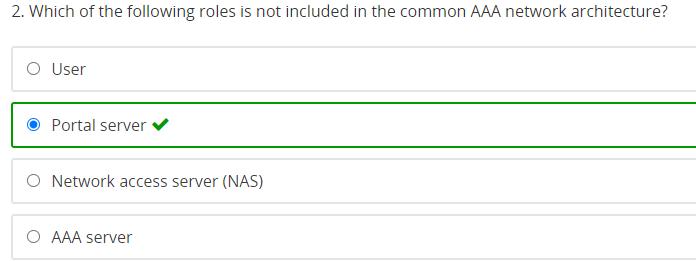 2. Which of the following roles is not included in the common AAA network architecture?
User
Portal server
Network access server (NAS)
AAA server